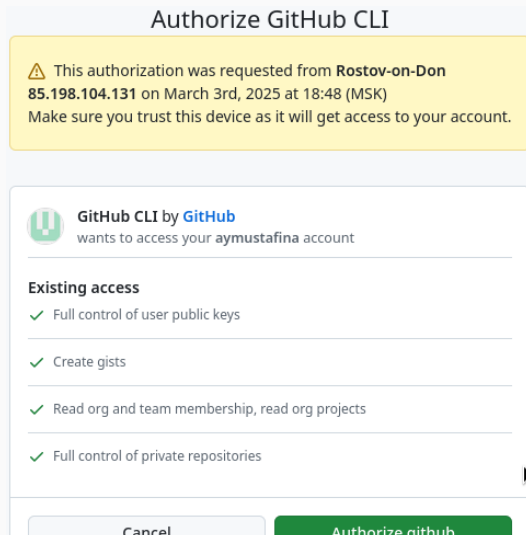 Authorize GitHub CLI
This authorization was requested from Rostov-on-Don
85.198.104.131 on March 3rd, 2025 at 18:48 (MSK)
Make sure you trust this device as it will get access to your account.
GitHub CLI by GitHub
wants to access your aymustafina account
Existing access
Full control of user public keys
Create gists
Read org and team membership, read org projects
Full control of private repositories
Cancel
Authorize github